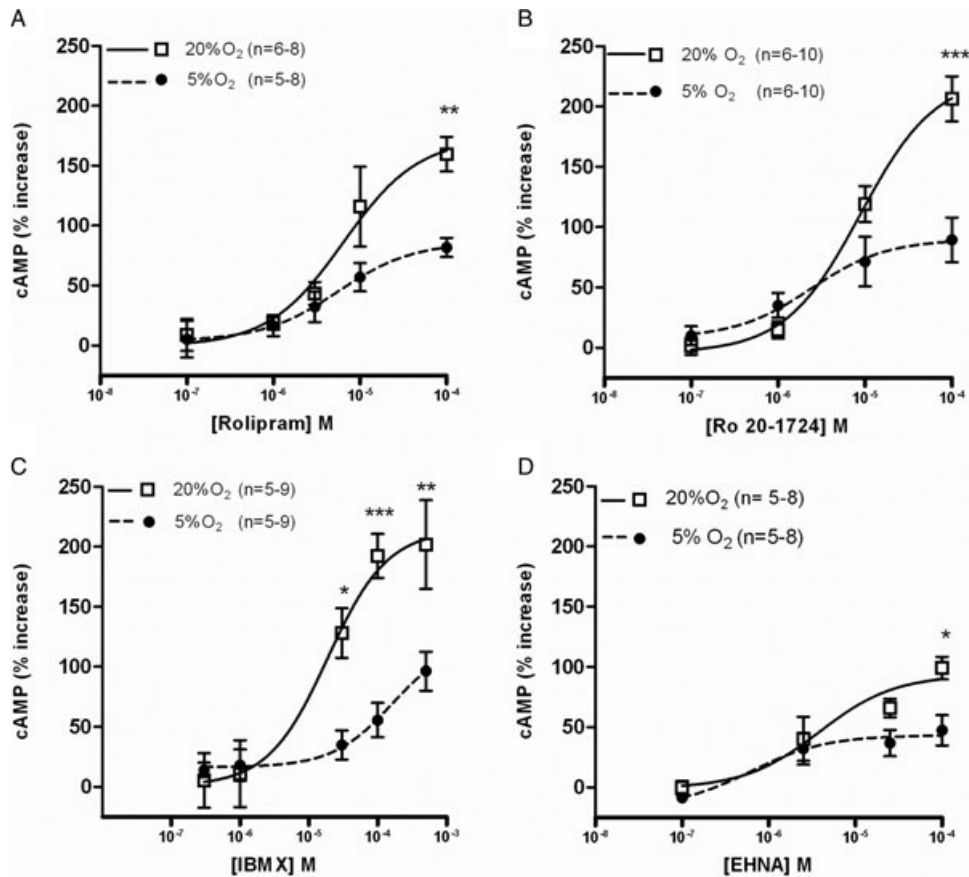 A
20%O₂ (n=6-8)
5%O₂ (n=5-8)
**
250
200
150
100
50
0
cAMP (% increase)
10⁻⁸ 10⁻⁷ 10⁻⁶ 10⁻⁵ 10⁻⁴
[Rolipram] M
B
20% O₂ (n=6-10)
5% O₂ (n=6-10)
***
250
200
150
100
50
0
cAMP (% increase)
10⁻⁸ 10⁻⁷ 10⁻⁶ 10⁻⁵ 10⁻⁴
[Ro 20-1724] M
C
20%O₂ (n=5-9)
5%O₂ (n=5-9)
* *** **
250
200
150
100
50
0
cAMP (% increase)
10⁻⁷ 10⁻⁶ 10⁻⁵ 10⁻⁴ 10⁻³
[IBMX] M
D
20%O₂ (n= 5-8)
5% O₂ (n=5-8)
*
250
200
150
100
50
0
cAMP (% increase)
10⁻⁸ 10⁻⁷ 10⁻⁶ 10⁻⁵ 10⁻⁴
[EHNA] M